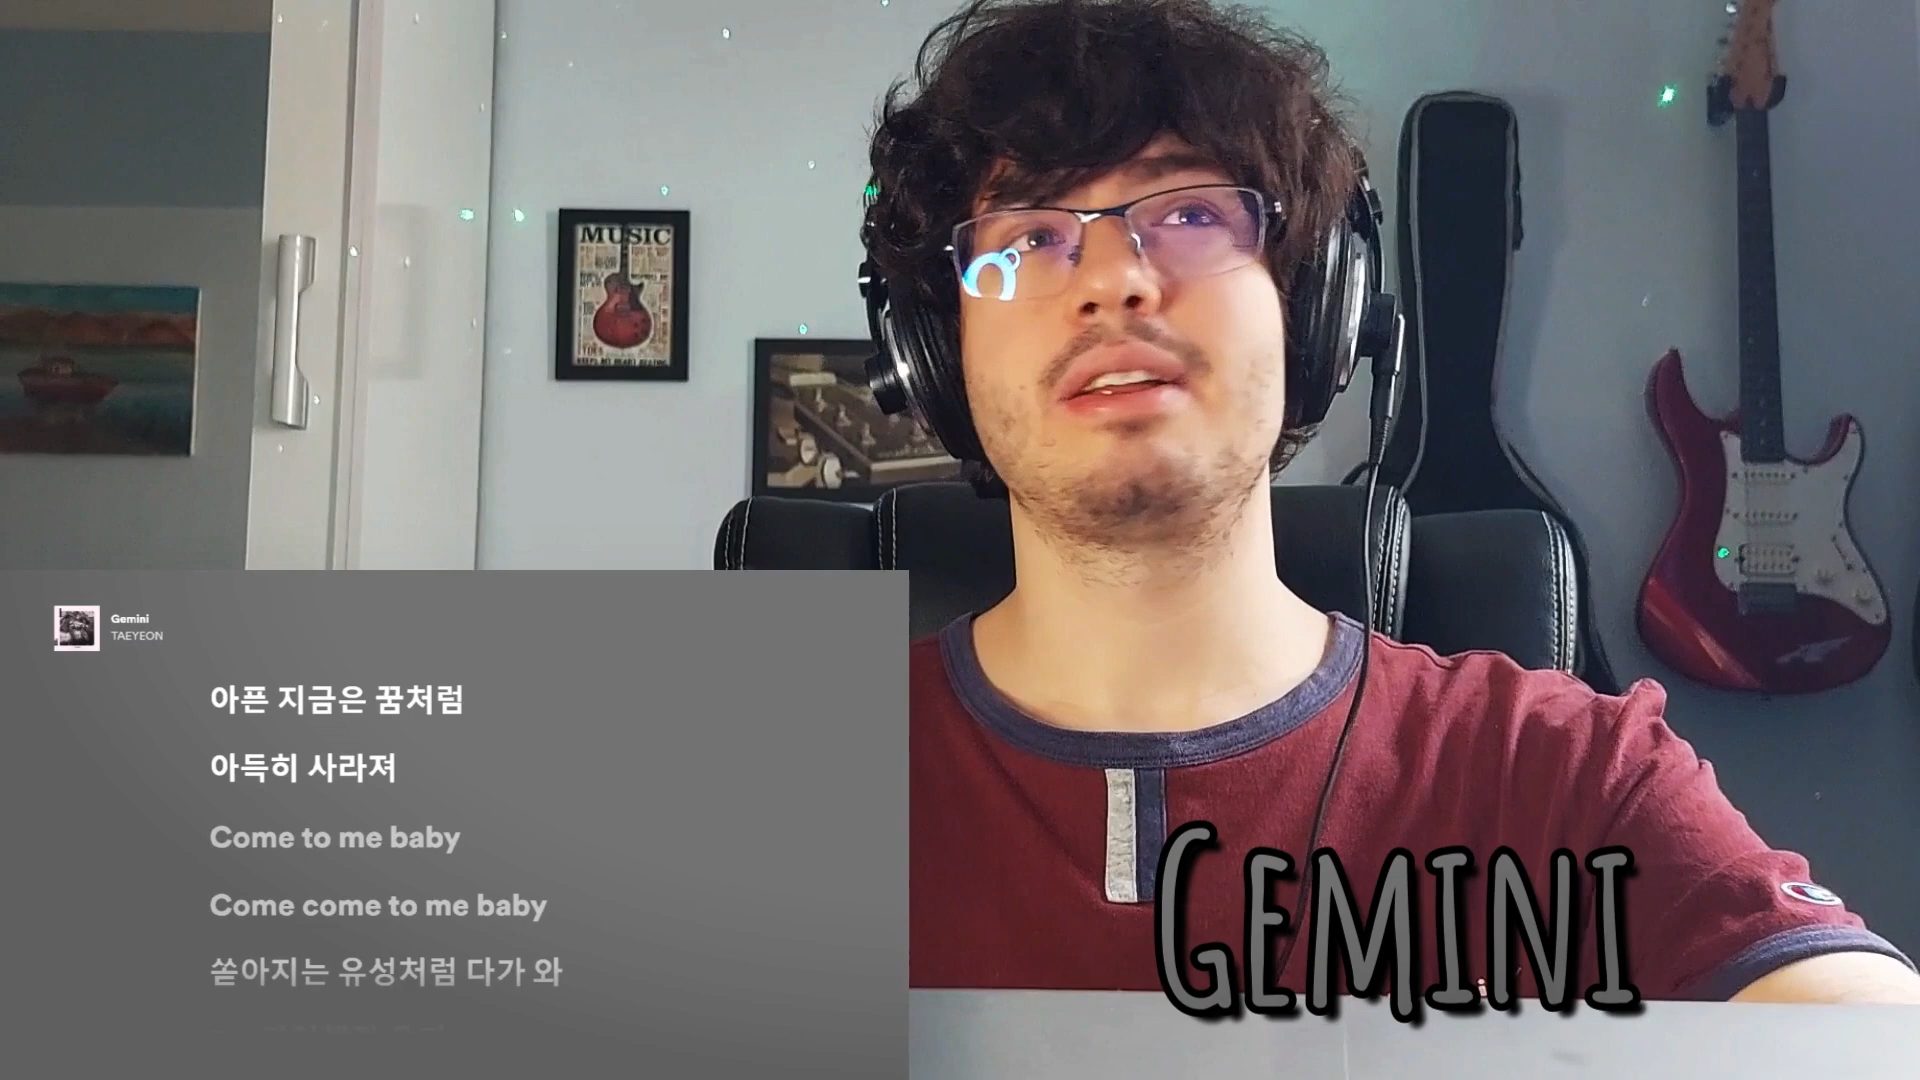 MUSIC
Gemini
TAEYEON
아픈 지금은 꿈처럼
아득히 사라져
Come to me baby
Come come to me baby
쏟아지는 유성처럼 다가 와
GEMINI